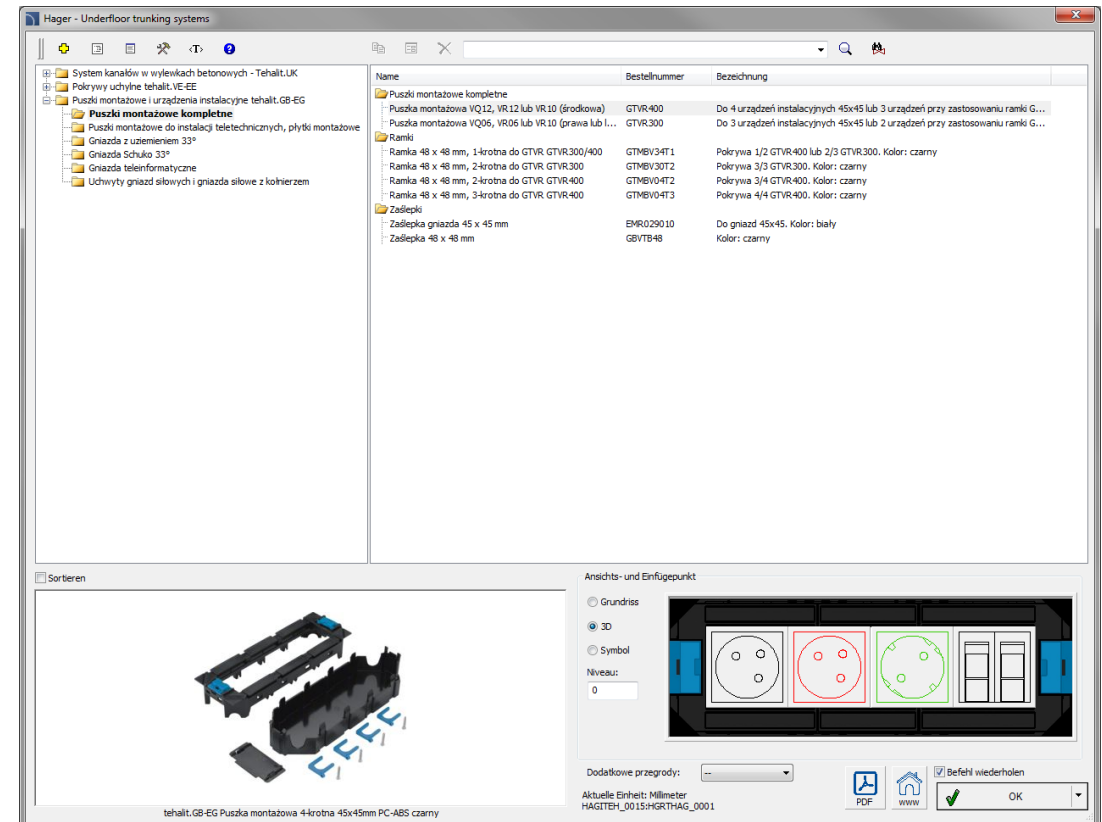 Hager - Underfloor trunking systems
System kanałów w wylewkach betonowych - Tehalit.UK
Pokrywy uchylne tehalit.VE-EE
Puszki montażowe i urządzenia instalacyjne tehalit.GB-EG
Puszki montażowe kompletne
Puszki montażowe do instalacji teletechnicznych, płytki montażowe
Gniazda z uziemieniem 33°
Gniazda Schuko 33°
Gniazda teleinformatyczne
Uchwyty gniazd siłowych i gniazda siłowe z kołnierzem
Name Bestellnummer Bezeichnung
Puszki montażowe kompletne
Puszka montażowa VQ12, VR12 lub VR10 (środkowa) GTVR400 Do 4 urządzeń instalacyjnych 45x45 lub 3 urządzeń przy zastosowaniu ramki G...
Puszka montażowa VQ06, VR06 lub VR10 (prawa lub l... GTVR300 Do 3 urządzeń instalacyjnych 45x45 lub 2 urządzeń przy zastosowaniu ramki G...
Ramki
Ramka 48 x 48 mm, 1-krotna do GTVR GTVR300/400 GTMBV34T1 Pokrywa 1/2 GTVR400 lub 2/3 GTVR300. Kolor: czarny
Ramka 48 x 48 mm, 2-krotna do GTVR GTVR300 GTMBV30T2 Pokrywa 3/3 GTVR300. Kolor: czarny
Ramka 48 x 48 mm, 2-krotna do GTVR GTVR400 GTMBV04T2 Pokrywa 3/4 GTVR400. Kolor: czarny
Ramka 48 x 48 mm, 3-krotna do GTVR GTVR400 GTMBV04T3 Pokrywa 4/4 GTVR400. Kolor: czarny
Zaślepki
Zaślepka gniazda 45 x 45 mm EMR029010 Do gniazd 45x45. Kolor: biały
Zaślepka 48 x 48 mm GBVTB48 Kolor: czarny
Sortieren
tehalit.GB-EG Puszka montażowa 4-krotna 45x45mm PC-ABS czarny
Ansichts- und Einfügepunkt
Grundriss
3D
Symbol
Niveau:
0
Dodatkowe przegrody: --
Aktuelle Einheit: Millimeter
HAGITEH_0015:HGRTHAG_0001
PDF
www
Befehl wiederholen
OK